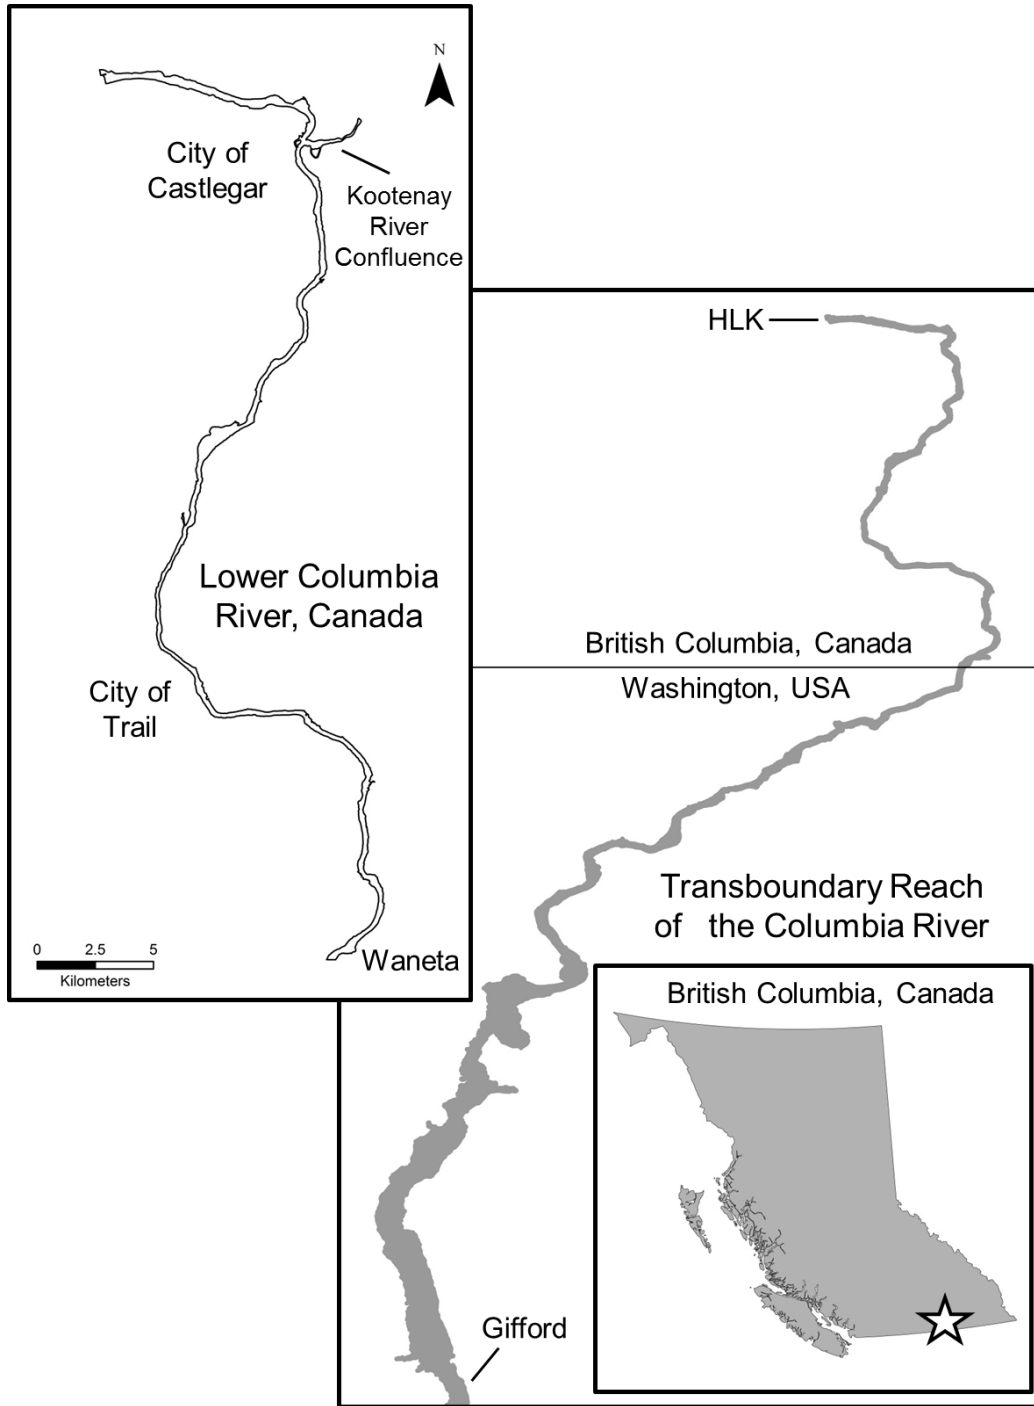 N
City of
Castlegar
Kootenay
River
Confluence
Lower Columbia
River, Canada
City of
Trail
Waneta
0 2.5 5
Kilometers
HLK
British Columbia, Canada
Washington, USA
Transboundary Reach
of the Columbia River
Gifford
British Columbia, Canada